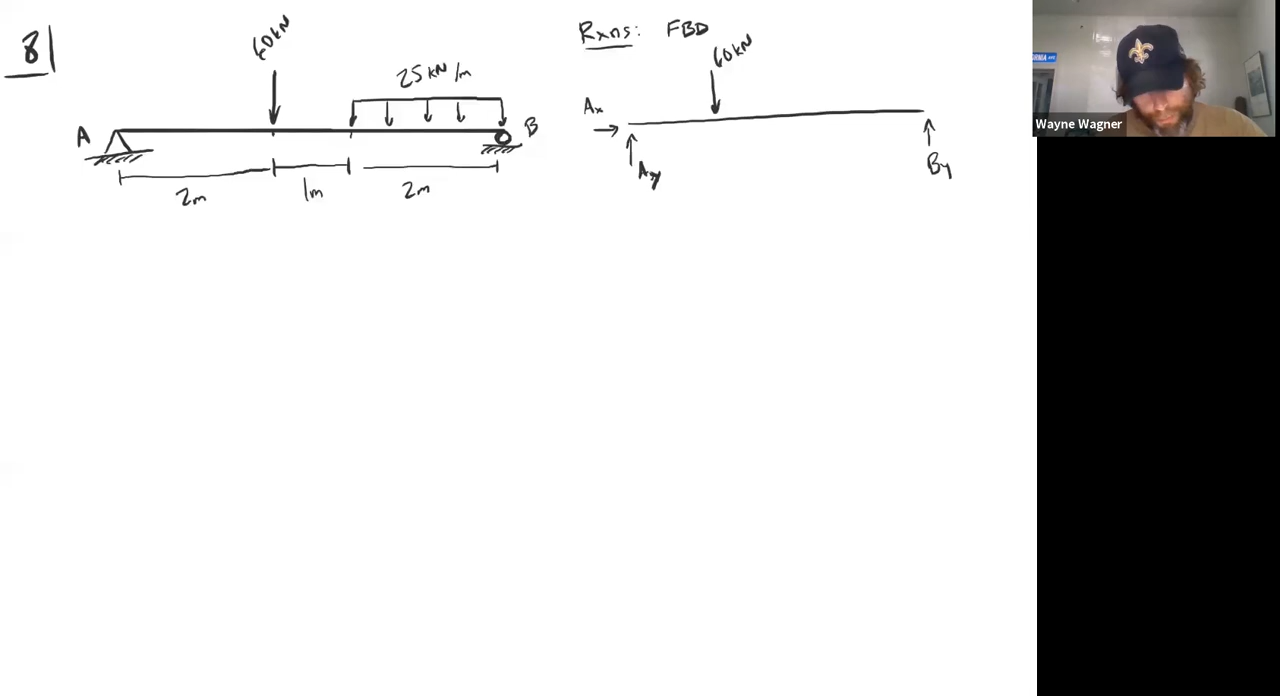 8
60kN
25 kN/m
A
B
2m
1m
2m
Rxns: FBD
60kN
Ax
Ay
By
Wayne Wagner